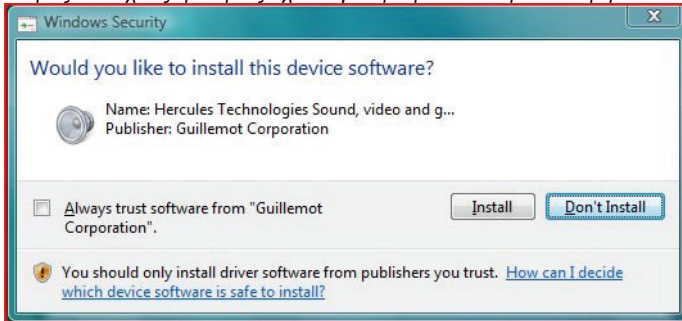 Windows Security
X
Would you like to install this device software?
Name: Hercules Technologies Sound, video and g...
Publisher: Guillemot Corporation
Always trust software from "Guillemot
Corporation".
Install
Don't Install
You should only install driver software from publishers you trust. How can I decide
which device software is safe to install?